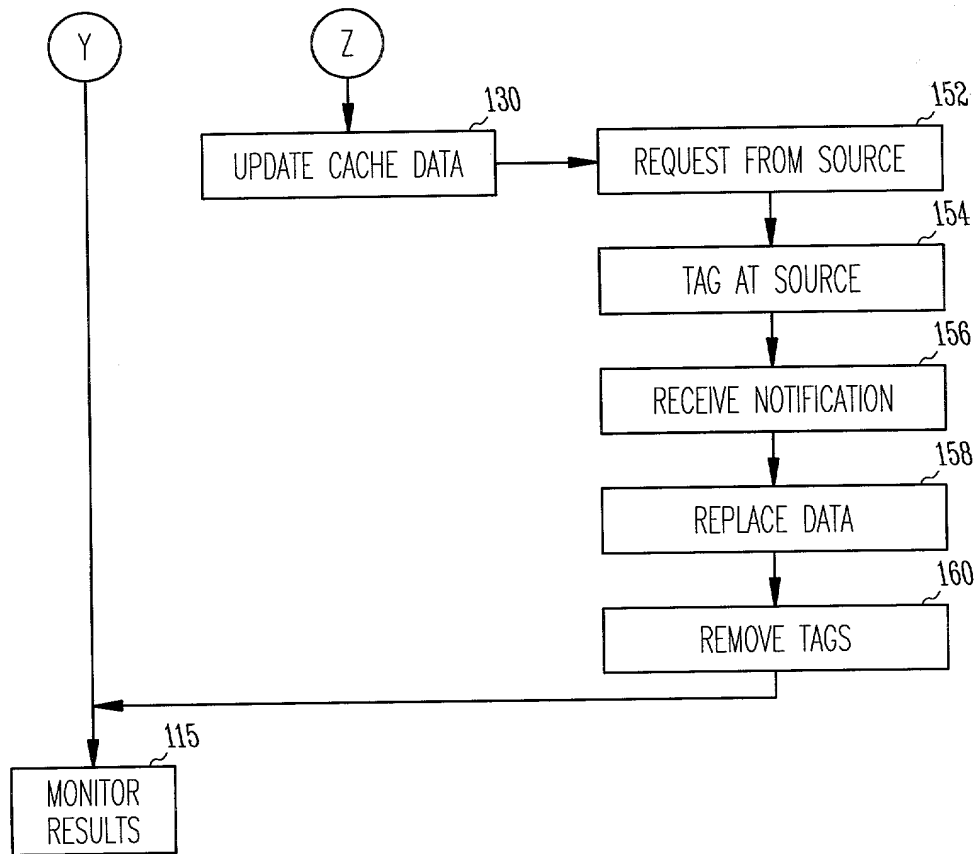 Y
Z
130
UPDATE CACHE DATA
152
REQUEST FROM SOURCE
154
TAG AT SOURCE
156
RECEIVE NOTIFICATION
158
REPLACE DATA
160
REMOVE TAGS
115
MONITOR
RESULTS